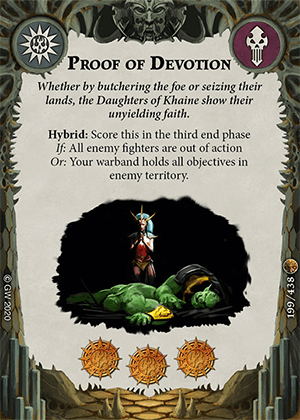 Proof of Devotion
Whether by butchering the foe or seizing their
lands, the Daughters of Khaine show their
unyielding faith.
Hybrid: Score this in the third end phase
If: All enemy fighters are out of action
Or: Your warband holds all objectives in
enemy territory.
© GW 2020
199/438